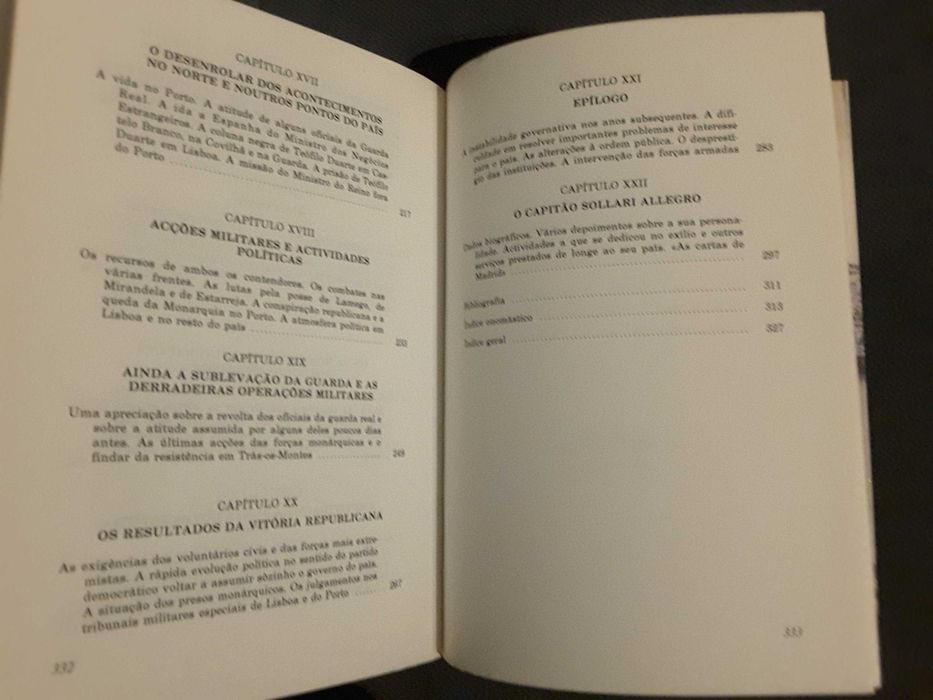 CAPÍTULO XVII
O DESENROLAR DOS ACONTECIMENTOS
NO NORTE E NOUTROS PONTOS DO PAÍS
A vida no Porto. A atitude de alguns oficiais da Guarda
Real. A ida a Espanha do Ministro dos Negócios
Estrangeiros. A coluna negra de Teófilo Duarte em Cas-
telo Branco, na Covilhã e na Guarda. A prisão de Teófilo
Duarte em Lisboa. A missão do Ministro do Reino fora
do Porto ........................................ 217
CAPÍTULO XVIII
ACÇÕES MILITARES E ACTIVIDADES
POLÍTICAS
Os recursos de ambos os contendores. Os combates nas
várias frentes. As lutas pela posse de Lamego, de
Mirandela e de Estarreja. A conspiração republicana e a
queda da Monarquia no Porto. A atmosfera política em
Lisboa e no resto do país ........................ 233
CAPÍTULO XIX
AINDA A SUBLEVAÇÃO DA GUARDA E AS
DERRADEIRAS OPERAÇÕES MILITARES
Uma apreciação sobre a revolta dos oficiais da guarda real e
sobre a atitude assumida por alguns deles poucos dias
antes. As últimas acções das forças monárquicas e o
findar da resistência em Trás-os-Montes ................ 249
CAPÍTULO XX
OS RESULTADOS DA VITÓRIA REPUBLICANA
As exigências dos voluntários civis e das forças mais extre-
mistas. A rápida evolução política no sentido do partido
democrático voltar a assumir sòzinho o governo do país.
A situação dos presos monárquicos. Os julgamentos nos
tribunais militares especiais de Lisboa e do Porto ....... 267
332
CAPÍTULO XXI
EPÍLOGO
A instabilidade governativa nos anos subsequentes. A difi-
culdade em resolver importantes problemas de interesse
para o país. As alterações à ordem pública. O despresti-
gio das instituições. A intervenção das forças armadas 283
CAPÍTULO XXII
O CAPITÃO SOLLARI ALLEGRO
Dados biográficos. Vários depoimentos sobre a sua persona-
lidade. Actividades a que se dedicou no exílio e outros
serviços prestados de longe ao seu país. «As cartas de
Madrid» ........................................ 297
Bibliografia ........................................ 311
Índice onomástico ........................................ 313
Índice geral ........................................ 327
333